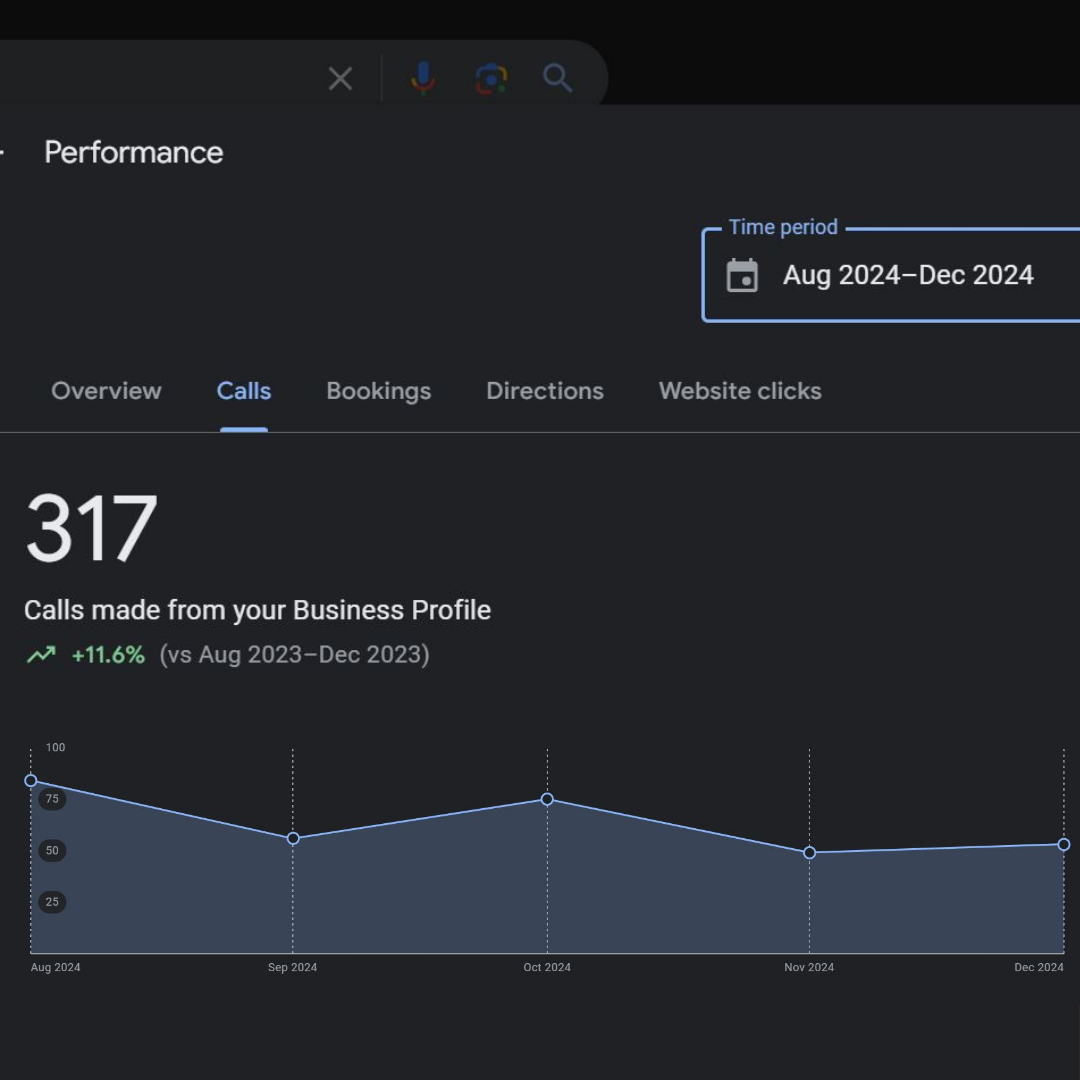 Performance
Time period
Aug 2024–Dec 2024
Overview Calls Bookings Directions Website clicks
317
Calls made from your Business Profile
+11.6% (vs Aug 2023–Dec 2023)
100
75
50
25
Aug 2024 Sep 2024 Oct 2024 Nov 2024 Dec 2024